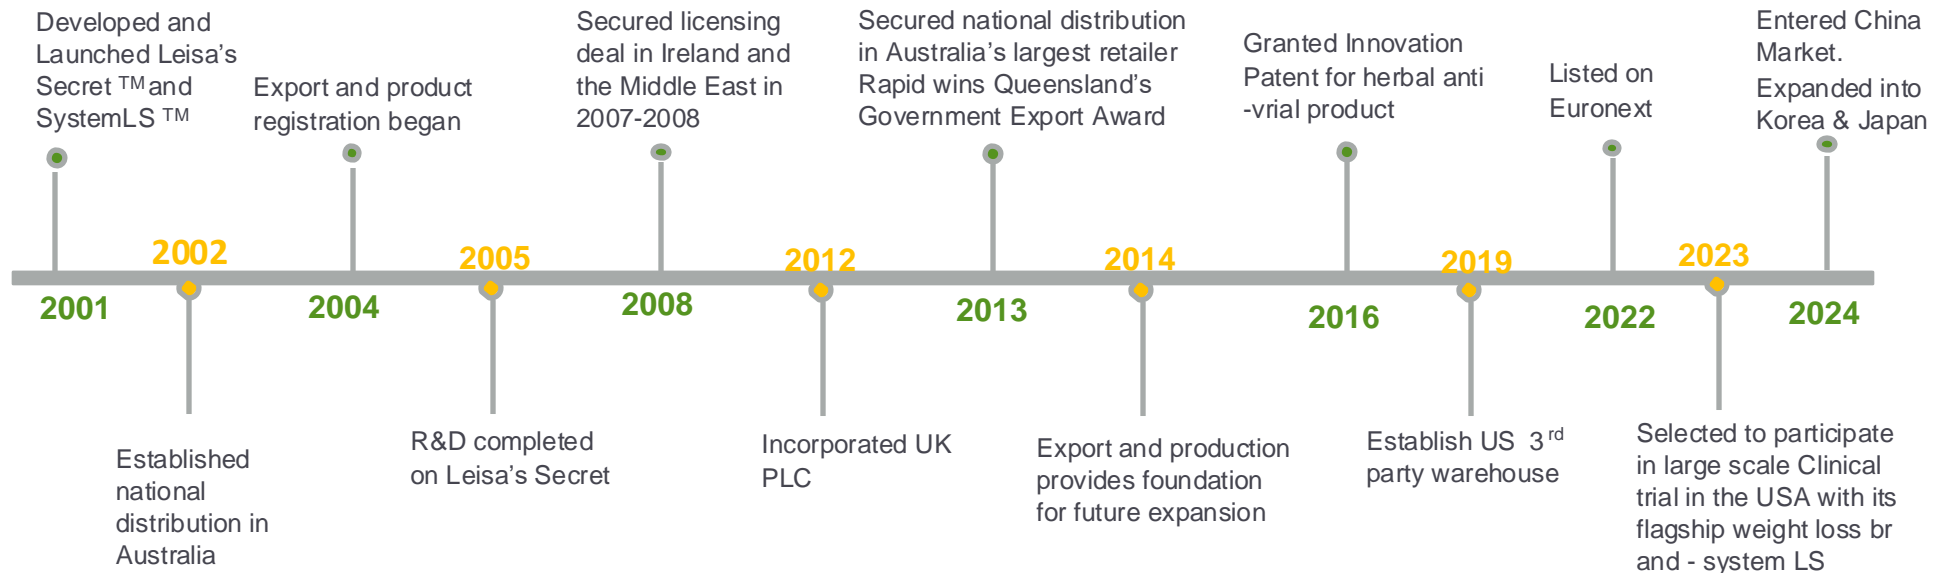 Developed and
Launched Leisa's
Secret ™ and
SystemLS ™
Export and product
registration began
Secured licensing
deal in Ireland and
the Middle East in
2007-2008
Secured national distribution
in Australia's largest retailer
Rapid wins Queensland's
Government Export Award
Granted Innovation
Patent for herbal anti
-vrial product
Listed on
Euronext
Entered China
Market.
Expanded into
Korea & Japan
2001
2002
2004
2005
2008
2012
2013
2014
2016
2019
2022
2023
2024
Established
national
distribution in
Australia
R&D completed
on Leisa's Secret
Incorporated UK
PLC
Export and production
provides foundation
for future expansion
Establish US 3rd
party warehouse
Selected to participate
in large scale Clinical
trial in the USA with its
flagship weight loss br
and - system LS